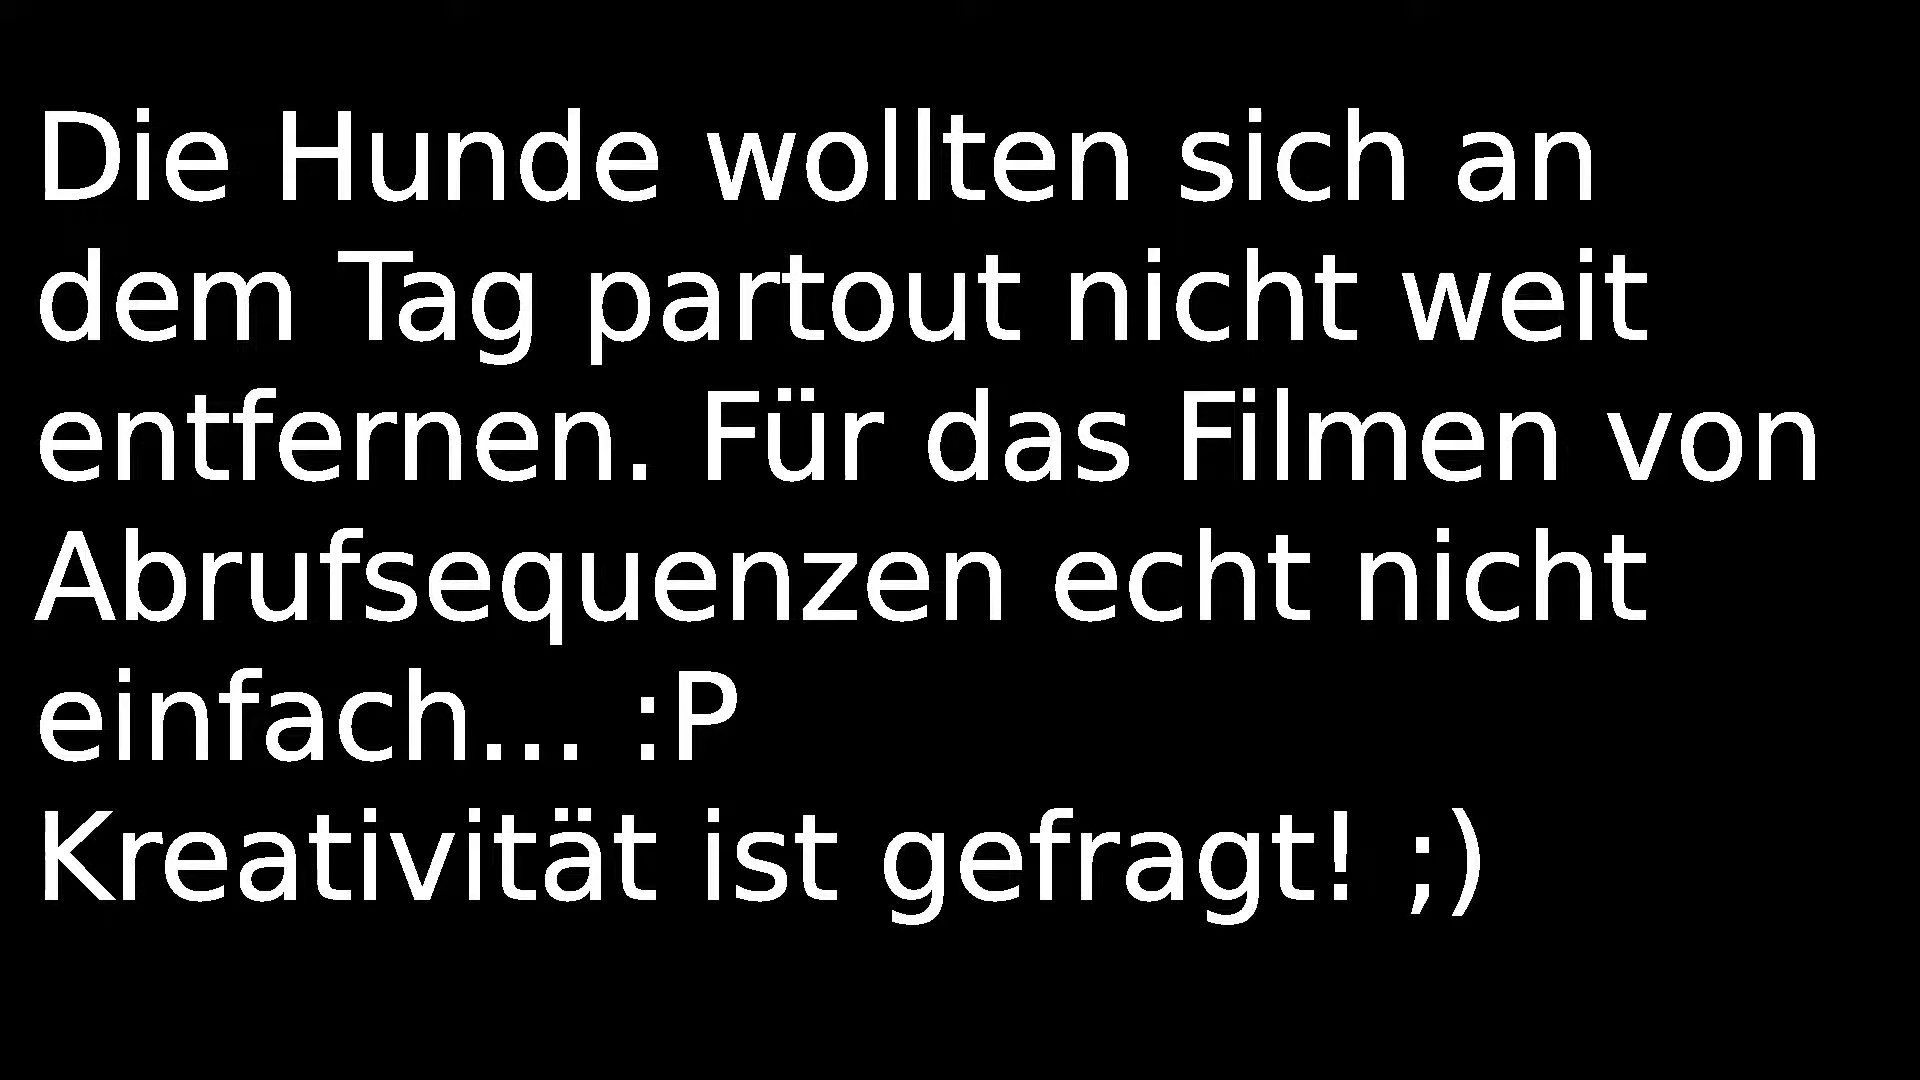 Die Hunde wollten sich an
dem Tag partout nicht weit
entfernen. Für das Filmen von
Abrufsequenzen echt nicht
einfach... :P
Kreativität ist gefragt! ;)